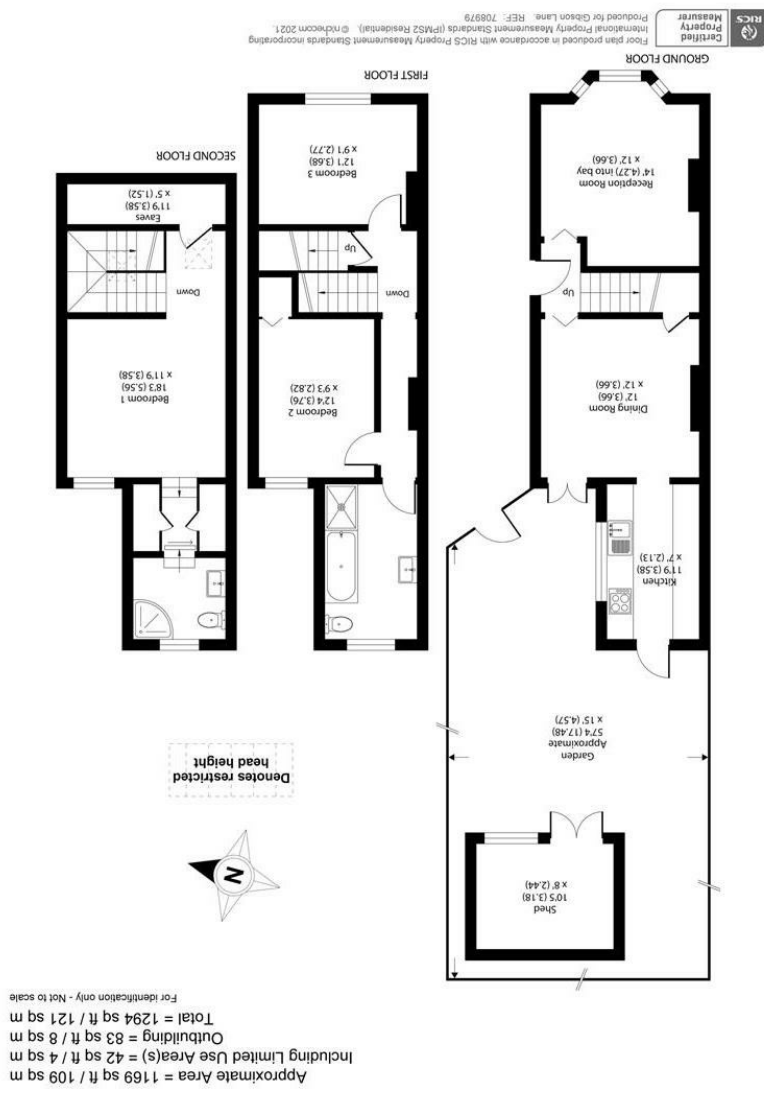 Approximate Area = 1169 sq ft / 109 sq m
Including Limited Use Area(s) = 42 sq ft / 4 sq m
Outbuilding = 83 sq ft / 8 sq m
Total = 1294 sq ft / 121 sq m
For identification only - Not to scale
Shed
10'5 (3.18)
x 8' (2.44)
N
Denotes restricted
head height
Garden
Approximate
57'4 (17.48)
x 15' (4.57)
Kitchen
11'9 (3.58)
x 7' (2.13)
Dining Room
12' (3.66)
x 12' (3.66)
Up
Reception Room
14' (4.27) into bay
x 12' (3.66)
GROUND FLOOR
Bedroom 2
12'4 (3.76)
x 9'3 (2.82)
Down
Up
Bedroom 3
12'1 (3.68)
x 9'1 (2.77)
FIRST FLOOR
Bedroom 1
18'3 (5.56)
x 11'9 (3.58)
Down
Eaves
11'9 (3.58)
x 5' (1.52)
SECOND FLOOR
RICS
Certified
Property
Measurer
Floor plan produced in accordance with RICS Property Measurement Standards incorporating
International Property Measurement Standards (IPMS2 Residential). © nichecom 2021.
Produced for Gibson Lane. REF: 708979